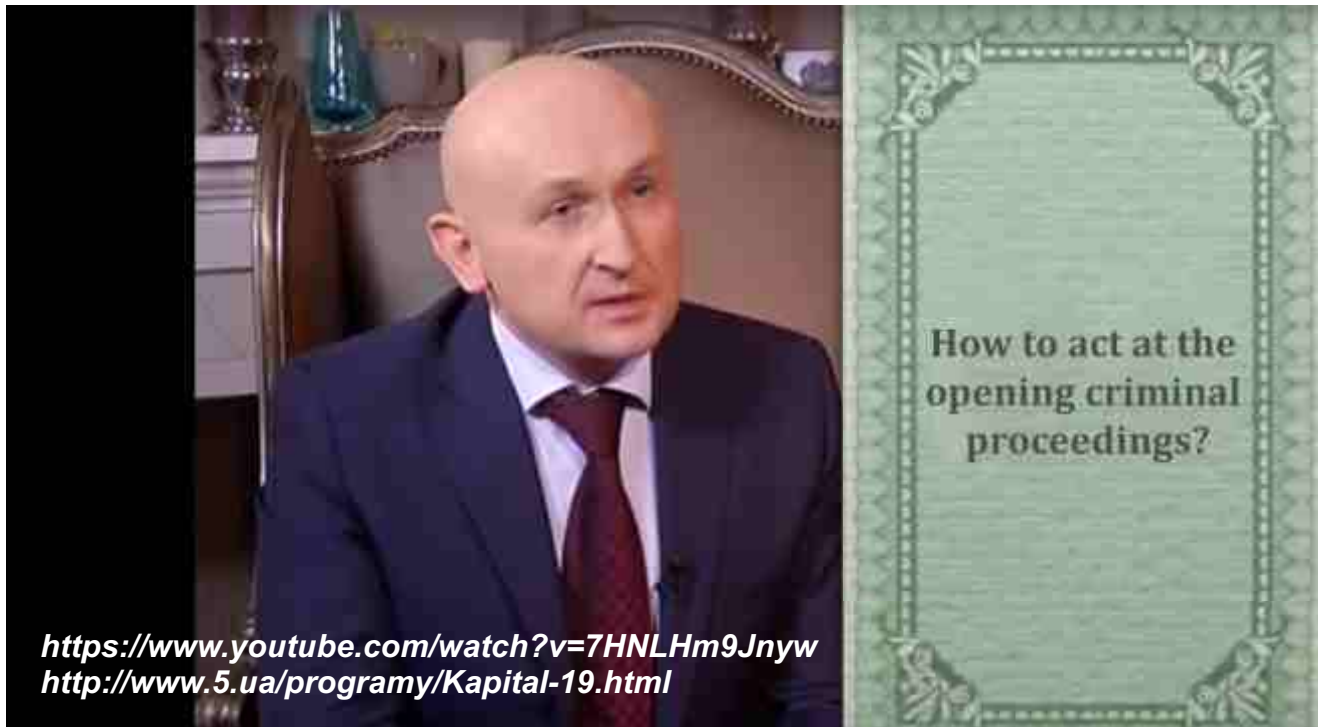 How to act at the
opening criminal
proceedings?
https://www.youtube.com/watch?v=7HNLHm9Jnyw
http://www.5.ua/programy/Kapital-19.html